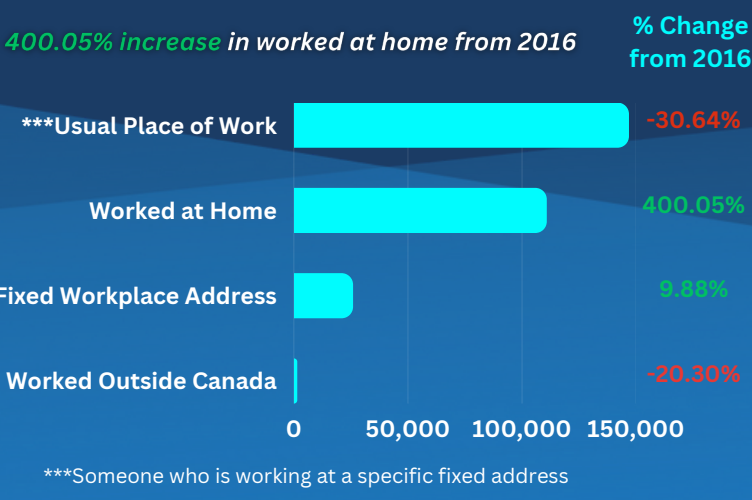 400.05% increase in worked at home from 2016
% Change
from 2016
***Usual Place of Work
-30.64%
Worked at Home
400.05%
Fixed Workplace Address
9.88%
Worked Outside Canada
-20.30%
0 50,000 100,000 150,000
***Someone who is working at a specific fixed address